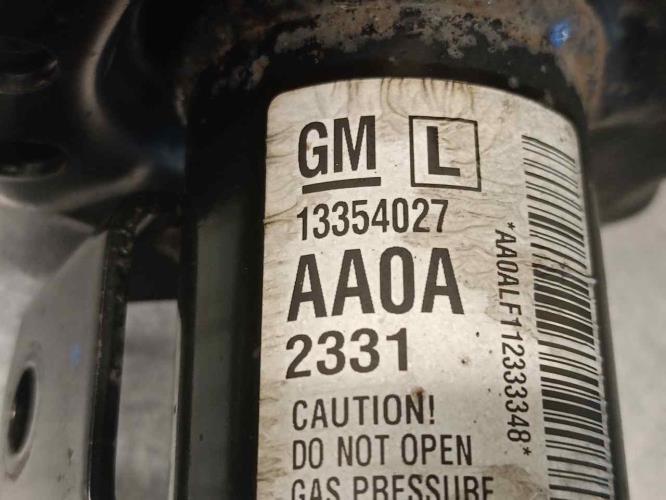 GM L
13354027
AA0A
2331
CAUTION!
DO NOT OPEN
GAS PRESSURE
*AA0ALF112333348*